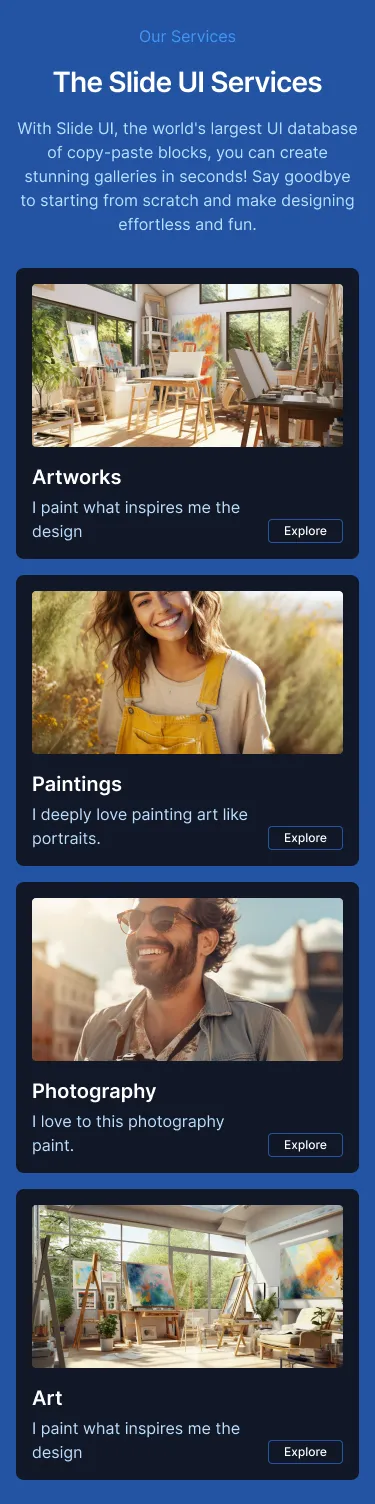 Our Services
The Slide UI Services
With Slide UI, the world's largest UI database
of copy-paste blocks, you can create
stunning galleries in seconds! Say goodbye
to starting from scratch and make designing
effortless and fun.
Artworks
I paint what inspires me the
design
Explore
Paintings
I deeply love painting art like
portraits.
Explore
Photography
I love to this photography
paint.
Explore
Art
I paint what inspires me the
design
Explore